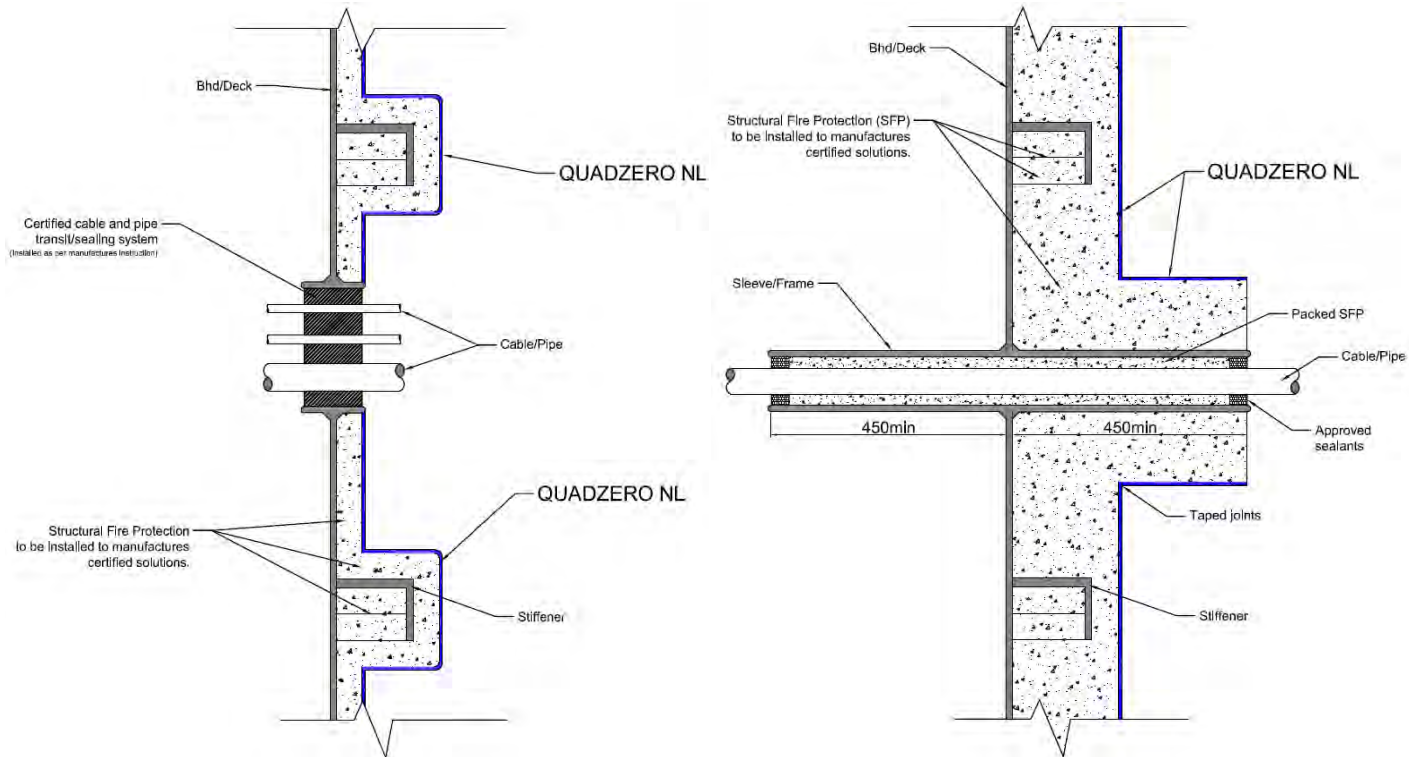 Bhd/Deck
QUADZERO NL
Certified cable and pipe
transit/sealing system
(Installed as per manufactures instruction)
Cable/Pipe
QUADZERO NL
Structural Fire Protection
to be installed to manufactures
certified solutions.
Stiffener
Bhd/Deck
Structural Fire Protection (SFP)
to be installed to manufactures
certified solutions.
QUADZERO NL
Sleeve/Frame
Packed SFP
Cable/Pipe
450min
450min
Approved
sealants
Taped joints
Stiffener